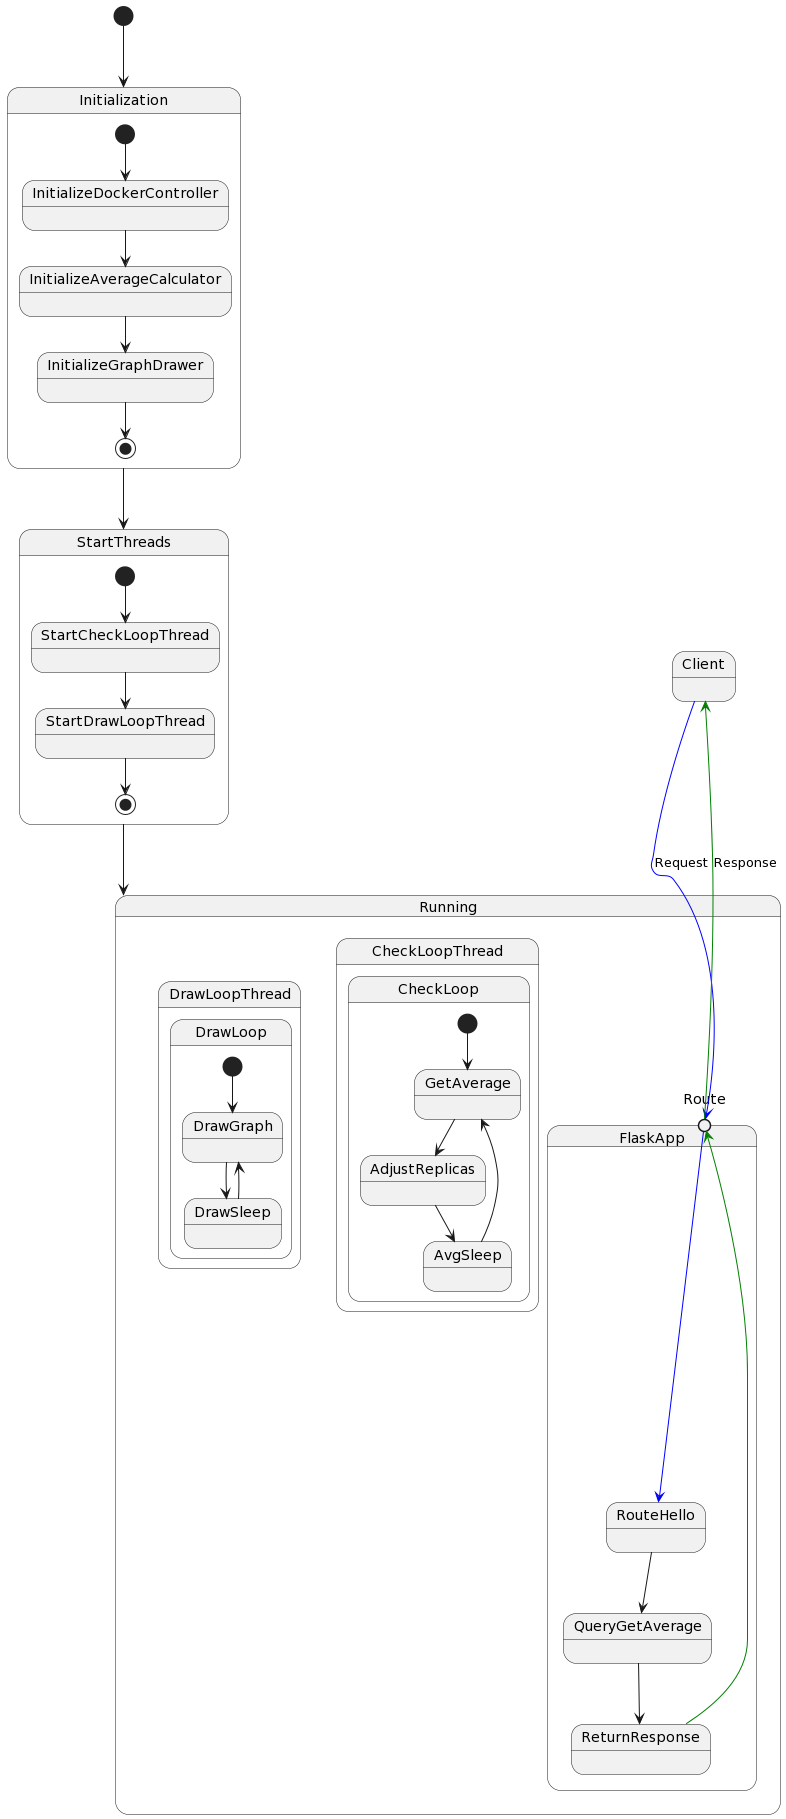 Initialization
InitializeDockerController
InitializeAverageCalculator
InitializeGraphDrawer
StartThreads
StartCheckLoopThread
StartDrawLoopThread
Client
Request
Response
Running
DrawLoopThread
DrawLoop
DrawGraph
DrawSleep
CheckLoopThread
CheckLoop
GetAverage
AdjustReplicas
AvgSleep
Route
FlaskApp
RouteHello
QueryGetAverage
ReturnResponse